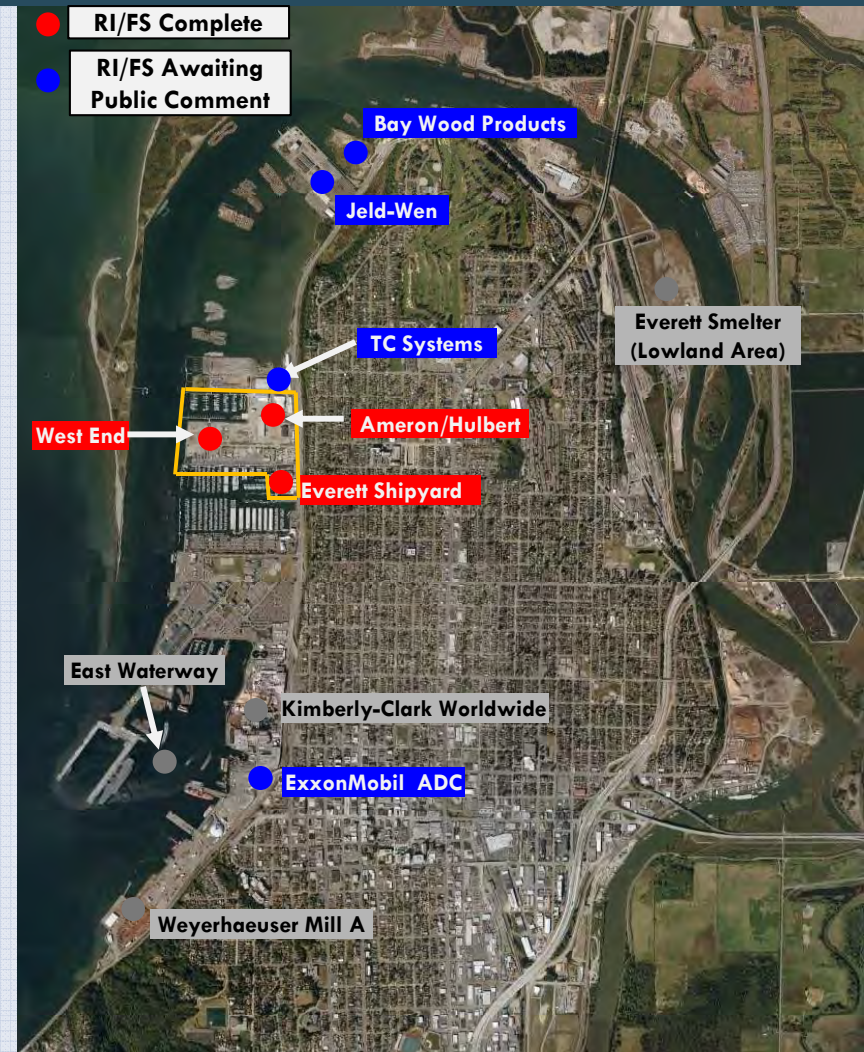 RI/FS Complete
RI/FS Awaiting
Public Comment
Bay Wood Products
Jeld-Wen
Everett Smelter
(Lowland Area)
TC Systems
Ameron/Hulbert
West End
Everett Shipyard
East Waterway
Kimberly-Clark Worldwide
ExxonMobil ADC
Weyerhaeuser Mill A